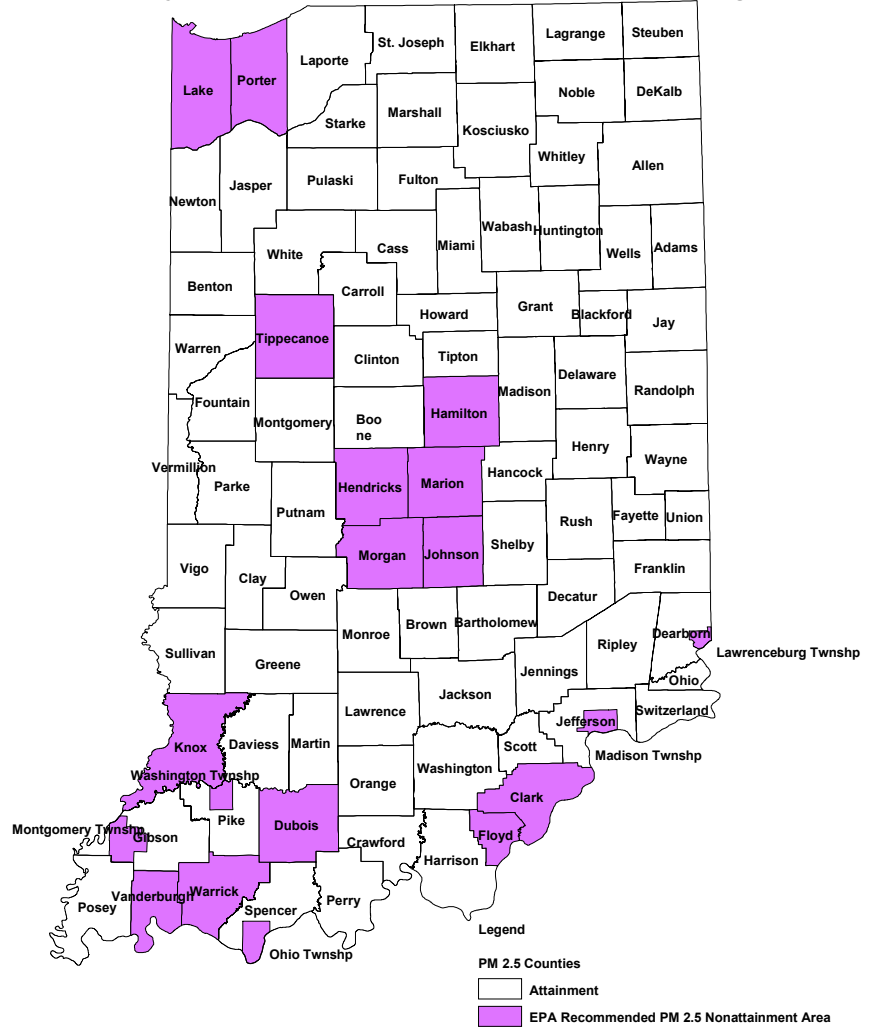 St. Joseph
Elkhart
Lagrange
Steuben
Laporte
Lake
Porter
Noble
DeKalb
Starke
Marshall
Kosciusko
Whitley
Allen
Newton
Jasper
Pulaski
Fulton
White
Cass
Miami
Wabash
Huntington
Wells
Adams
Benton
Carroll
Howard
Grant
Blackford
Jay
Warren
Tippecanoe
Clinton
Tipton
Madison
Delaware
Randolph
Fountain
Montgomery
Boo
ne
Hamilton
Henry
Wayne
Vermillion
Parke
Hendricks
Marion
Hancock
Putnam
Rush
Fayette
Union
Vigo
Clay
Morgan
Johnson
Shelby
Franklin
Owen
Decatur
Monroe
Brown
Bartholomew
Ripley
Dearborn
Lawrenceburg Twnshp
Sullivan
Greene
Jennings
Ohio
Jackson
Lawrence
Switzerland
Jefferson
Knox
Daviess
Martin
Scott
Madison Twnshp
Washington Twnshp
Orange
Washington
Clark
Montgomery Twnshp
Gibson
Pike
Dubois
Crawford
Floyd
Harrison
Posey
Vanderburgh
Warrick
Spencer
Perry
Ohio Twnshp
Legend
PM 2.5 Counties
Attainment
EPA Recommended PM 2.5 Nonattainment Area